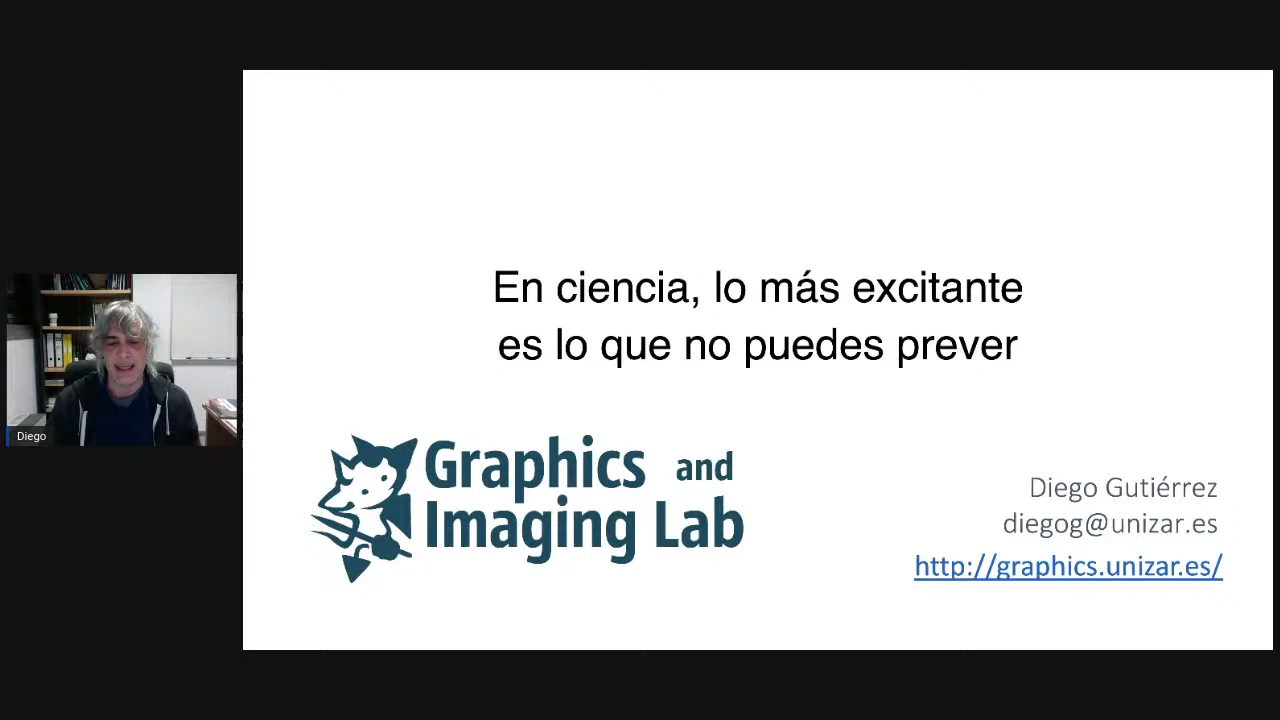 En ciencia, lo más excitante
es lo que no puedes prever
Diego
Graphics and
Imaging Lab
Diego Gutiérrez
diegog@unizar.es
http://graphics.unizar.es/